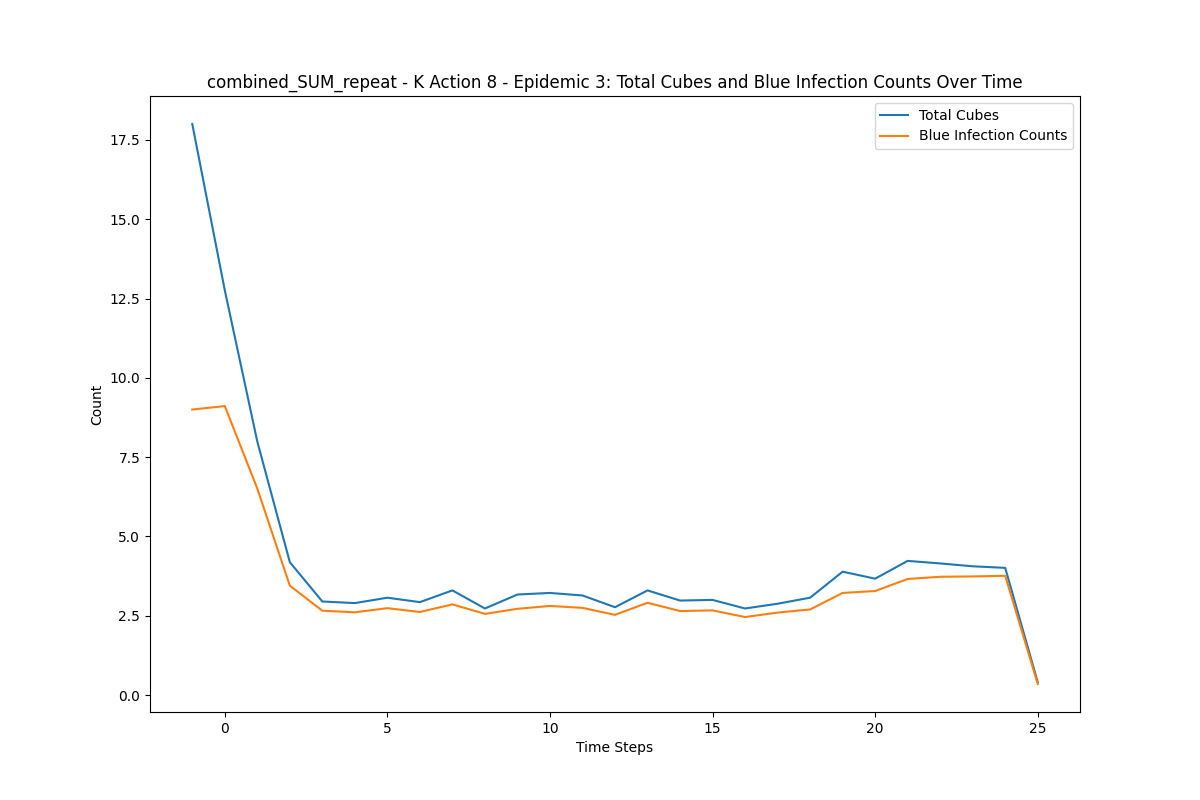 combined_SUM_repeat - K Action 8 - Epidemic 3: Total Cubes and Blue Infection Counts Over Time
Total Cubes
Blue Infection Counts
Count
17.5
15.0
12.5
10.0
7.5
5.0
2.5
0.0
0 5 10 15 20 25
Time Steps